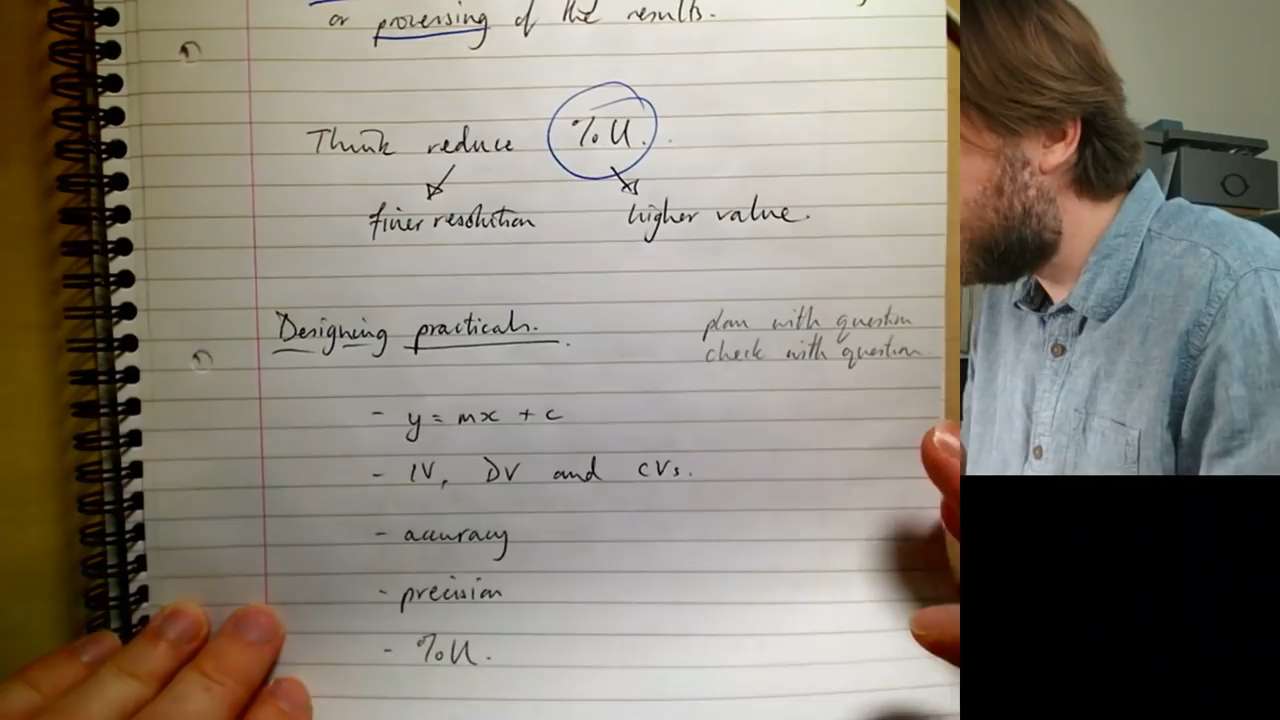 or processing of the results.
Think reduce %U.
finer resolution higher value.
Designing practicals.
plan with question
check with question
- y = mx + c
- IV, DV and CVs.
- accuracy
- precision
- %U.